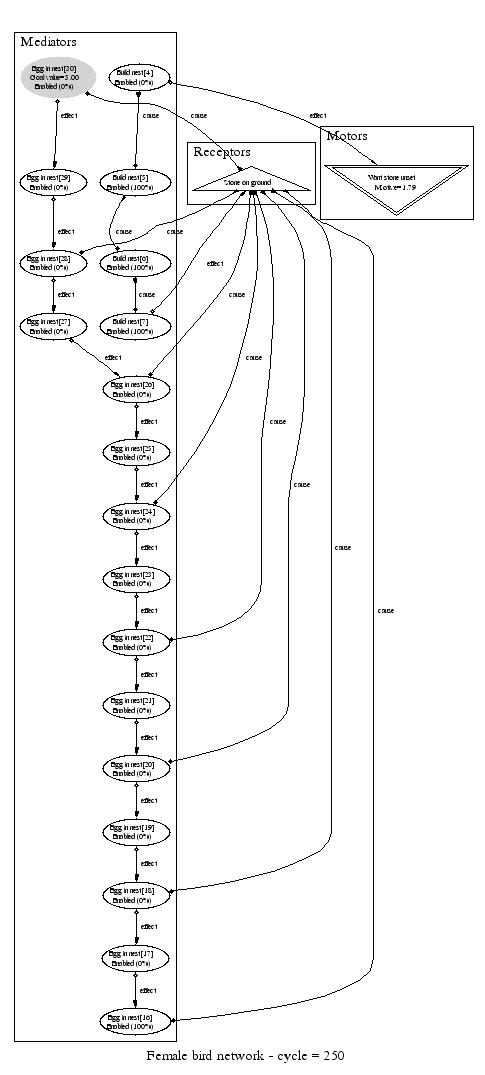 Mediators
Egg in nest[30]
Goal value=5.00
Enabled (0%)
Build nest[4]
Enabled (0%)
effect
cause
cause
effect
Receptors
Stone on ground
Motors
Want stone unset
Motive=1.79
Egg in nest[29]
Enabled (0%)
Build nest[5]
Enabled (100%)
effect
cause
cause
Egg in nest[28]
Enabled (0%)
Build nest[6]
Enabled (100%)
effect
effect
cause
cause
Egg in nest[27]
Enabled (0%)
Build nest[7]
Enabled (100%)
effect
cause
Egg in nest[26]
Enabled (0%)
effect
cause
Egg in nest[25]
Enabled (0%)
effect
cause
Egg in nest[24]
Enabled (0%)
effect
cause
Egg in nest[23]
Enabled (0%)
effect
cause
Egg in nest[22]
Enabled (0%)
effect
Egg in nest[21]
Enabled (0%)
effect
Egg in nest[20]
Enabled (0%)
effect
Egg in nest[19]
Enabled (0%)
effect
Egg in nest[18]
Enabled (0%)
effect
Egg in nest[17]
Enabled (0%)
effect
Egg in nest[16]
Enabled (100%)
Female bird network - cycle = 250